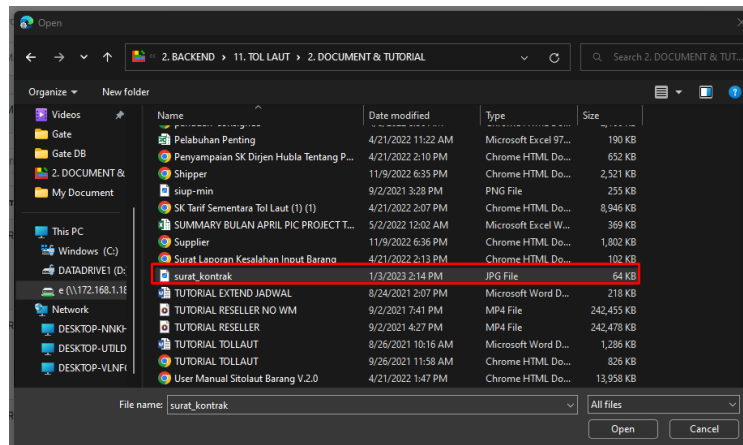 Open
2. BACKEND > 11. TOL LAUT > 2. DOCUMENT & TUTORIAL
Search 2. DOCUMENT & TUT...
Organize New folder
Name Date modified Type Size
Videos
Gate
Gate DB
2. DOCUMENT &
My Document
This PC
Windows (C:)
DATADRIVE1 (D:
e (\\172.168.1.18
Network
DESKTOP-NNKH
DESKTOP-UTJLD
DESKTOP-VLNF(
Pelabuhan Penting 4/21/2022 11:22 AM Microsoft Excel 97... 190 KB
Penyampaian SK Dirjen Hubla Tentang P... 4/21/2022 2:10 PM Chrome HTML Do... 652 KB
Shipper 11/9/2022 6:35 PM Chrome HTML Do... 2,521 KB
siup-min 9/2/2021 3:28 PM PNG File 255 KB
SK Tarif Sementara Tol Laut (1) (1) 4/21/2022 2:07 PM Chrome HTML Do... 8,946 KB
SUMMARY BULAN APRIL PIC PROJECT T... 5/2/2022 12:02 AM Microsoft Excel W... 369 KB
Supplier 11/9/2022 6:36 PM Chrome HTML Do... 1,802 KB
Surat Laporan Kesalahan Input Barang 4/21/2022 2:13 PM Chrome HTML Do... 102 KB
surat_kontrak 1/3/2023 2:14 PM JPG File 64 KB
TUTORIAL EXTEND JADWAL 8/24/2021 2:07 PM Microsoft Word D... 218 KB
TUTORIAL RESELLER NO WM 9/2/2021 7:41 PM MP4 File 242,455 KB
TUTORIAL RESELLER 9/2/2021 4:27 PM MP4 File 242,478 KB
TUTORIAL TOLLAUT 8/26/2021 10:16 AM Microsoft Word D... 1,286 KB
TUTORIAL TOLLAUT 9/26/2021 11:58 AM Chrome HTML Do... 826 KB
User Manual Sitolaut Barang V.2.0 4/21/2022 1:47 PM Chrome HTML Do... 13,958 KB
File name: surat_kontrak All files
Open Cancel